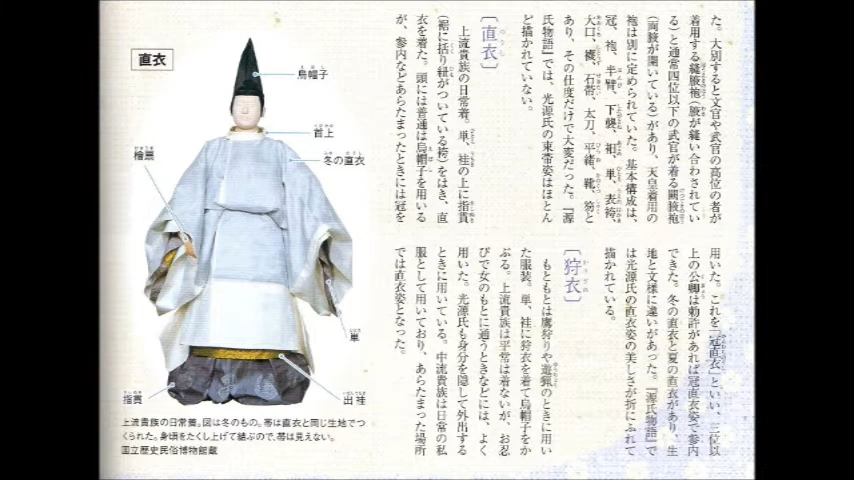 た。大別すると文官や武官の高位の者が
着用する縫腋袍(腋が縫い合わされてい
る)と通常四位以下の武官が着る闕腋袍
(両腋が開いている)があり、天皇着用の
袍は別に定められていた。基本構成は、
冠、袍、半臂、下襲、衵、単、表袴、
大口、襪、石帯、太刀、平緒、靴、笏と
あり、その仕度だけで大変だった。『源
氏物語』では、光源氏の束帯姿はほとん
ど描かれていない。
〔直衣〕
上流貴族の日常着。単、袿の上に指貫
(裾に括り紐がついている袴)をはき、直
衣を着た。頭には普通は烏帽子を用いる
が、参内などあらたまったときには冠を
用いた。これを「冠直衣」といい、三位以
上の公卿は勅許があれば冠直衣姿で参内
できた。冬の直衣と夏の直衣があり、生
地と文様に違いがあった。『源氏物語』で
は光源氏の直衣姿の美しさが折にふれて
描かれている。
〔狩衣〕
もともとは鷹狩りや遊猟のときに用い
た服装。単、袿に狩衣を着て烏帽子をか
ぶる。上流貴族は平常は着ないが、お忍
びで女のもとに通うときなどには、よく
用いた。光源氏も身分を隠して外出する
ときに用いている。中流貴族は日常の私
服として用いており、あらたまった場所
では直衣姿となった。
直衣
烏帽子
首上
冬の直衣
檜扇
単
指貫
出袿
上流貴族の日常着。図は冬のもの。帯は直衣と同じ生地でつ
くられた。身頃をたくし上げて結ぶので、帯は見えない。
国立歴史民俗博物館蔵